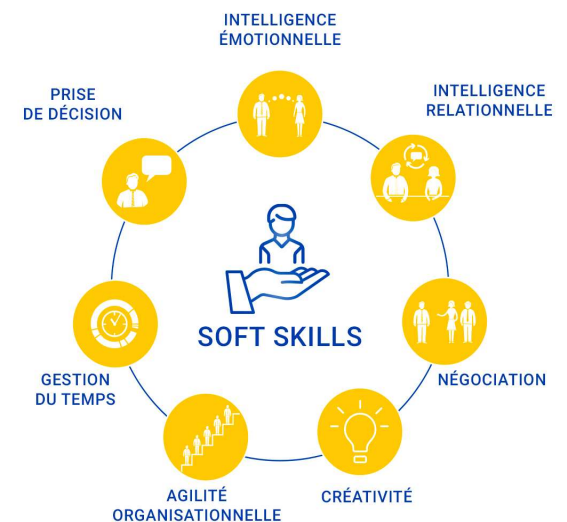 INTELLIGENCE
ÉMOTIONNELLE
INTELLIGENCE
RELATIONNELLE
PRISE
DE DÉCISION
SOFT SKILLS
GESTION
DU TEMPS
NÉGOCIATION
AGILITÉ
ORGANISATIONNELLE
CRÉATIVITÉ